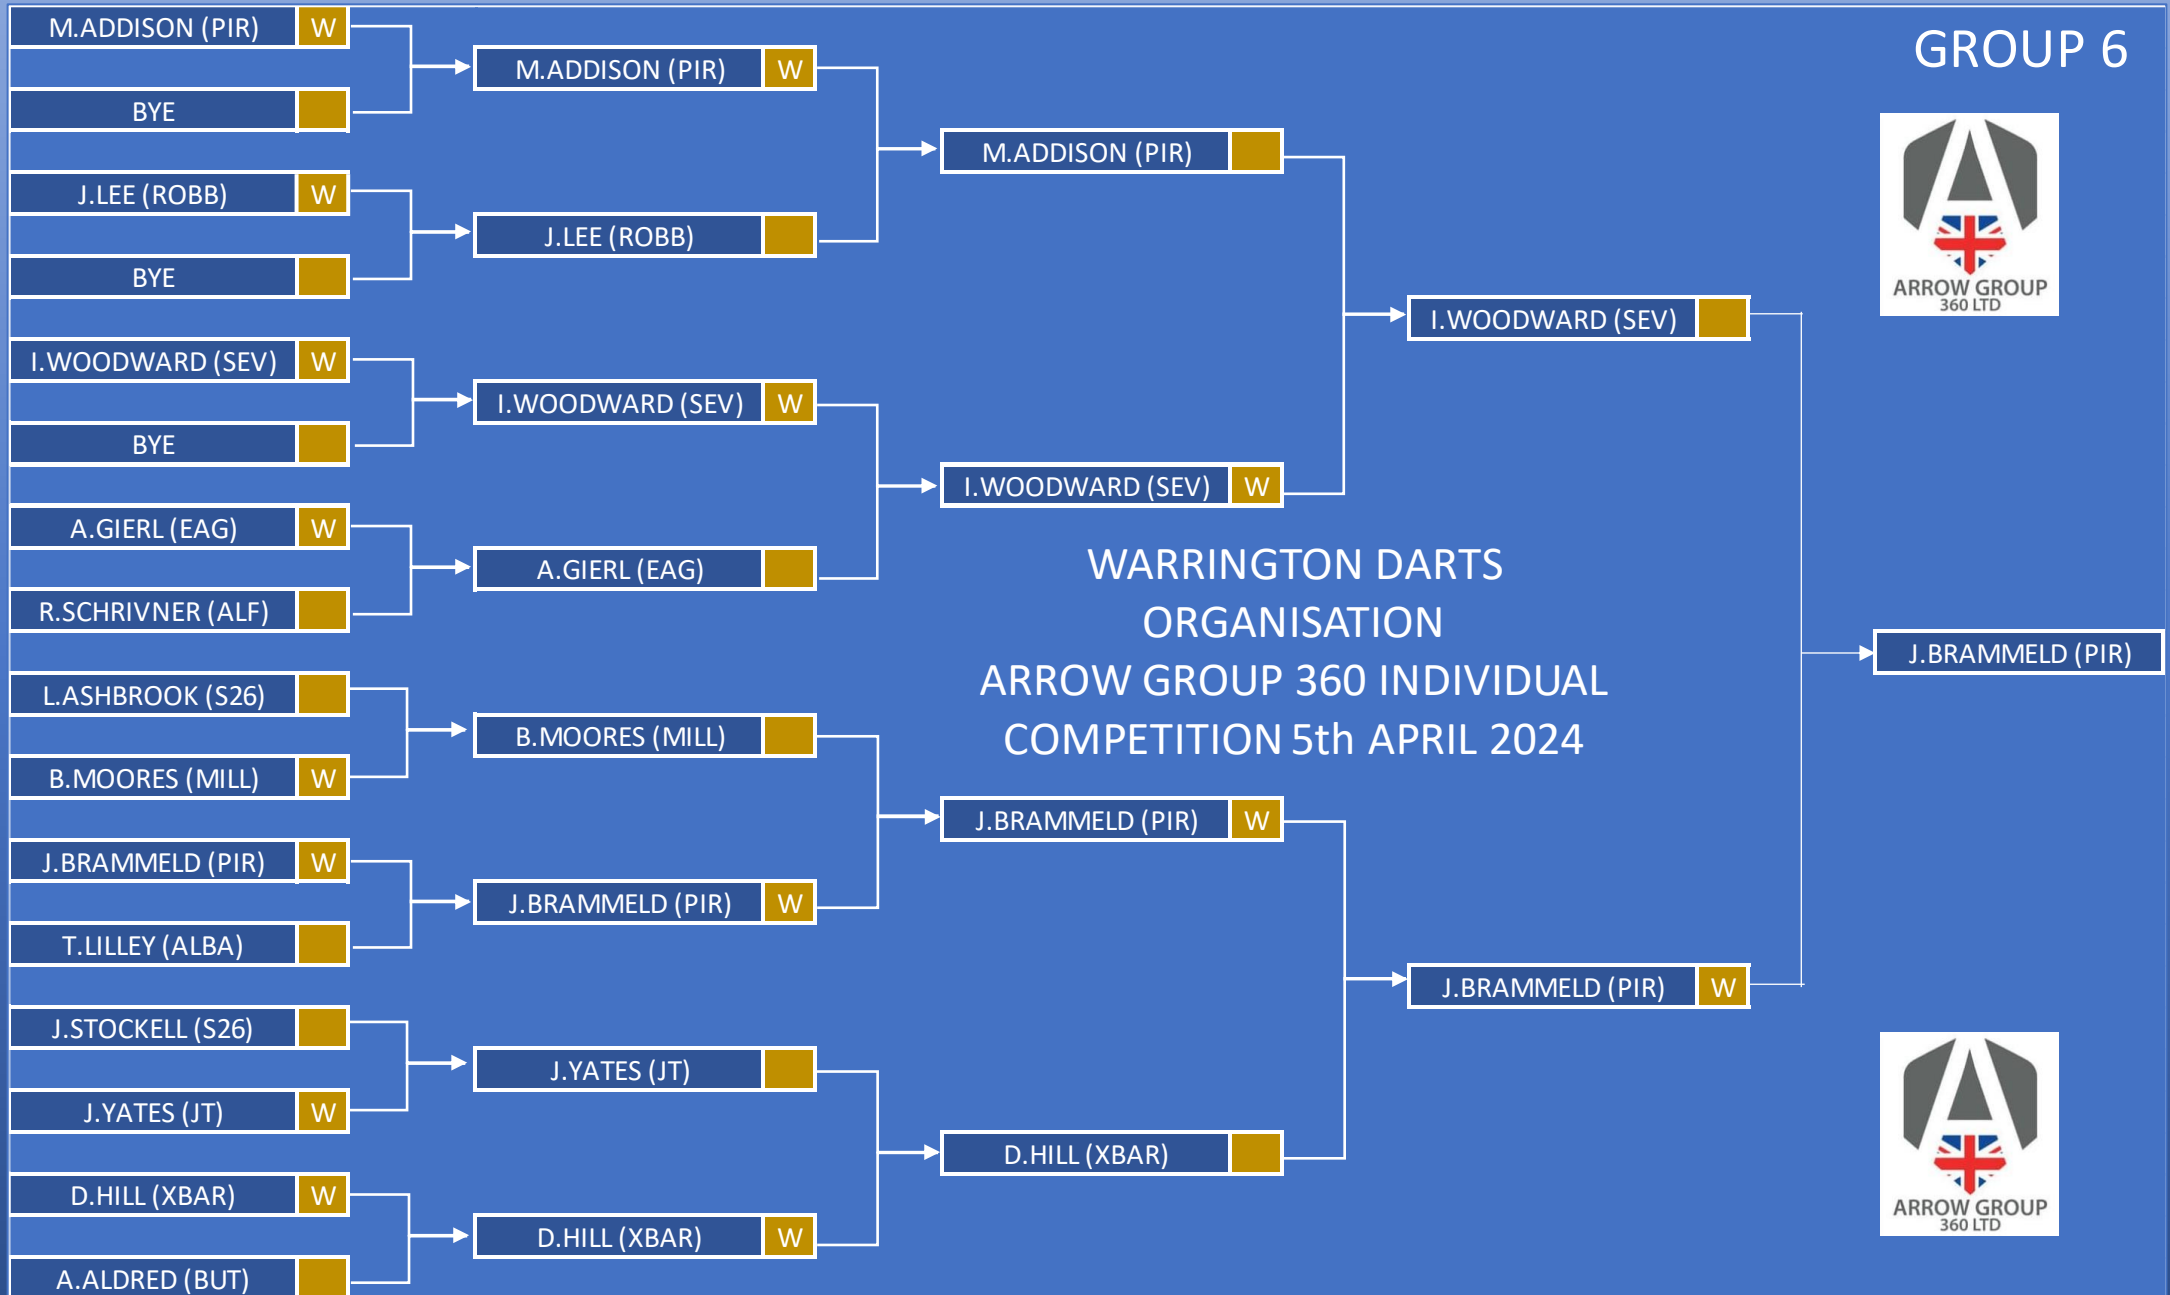 GROUP 6
M.ADDISON (PIR) W
BYE
J.LEE (ROBB) W
BYE
I.WOODWARD (SEV) W
BYE
A.GIERL (EAG) W
R.SCHRIVNER (ALF)
L.ASHBROOK (S26)
B.MOORES (MILL) W
J.BRAMMELD (PIR) W
T.LILLEY (ALBA)
J.STOCKELL (S26)
J.YATES (JT) W
D.HILL (XBAR) W
A.ALDRED (BUT)
M.ADDISON (PIR) W
J.LEE (ROBB)
I.WOODWARD (SEV) W
A.GIERL (EAG)
B.MOORES (MILL)
J.BRAMMELD (PIR) W
J.YATES (JT)
D.HILL (XBAR) W
M.ADDISON (PIR)
I.WOODWARD (SEV) W
J.BRAMMELD (PIR) W
D.HILL (XBAR)
I.WOODWARD (SEV)
J.BRAMMELD (PIR) W
J.BRAMMELD (PIR)
WARRINGTON DARTS
ORGANISATION
ARROW GROUP 360 INDIVIDUAL
COMPETITION 5th APRIL 2024
ARROW GROUP
360 LTD
ARROW GROUP
360 LTD